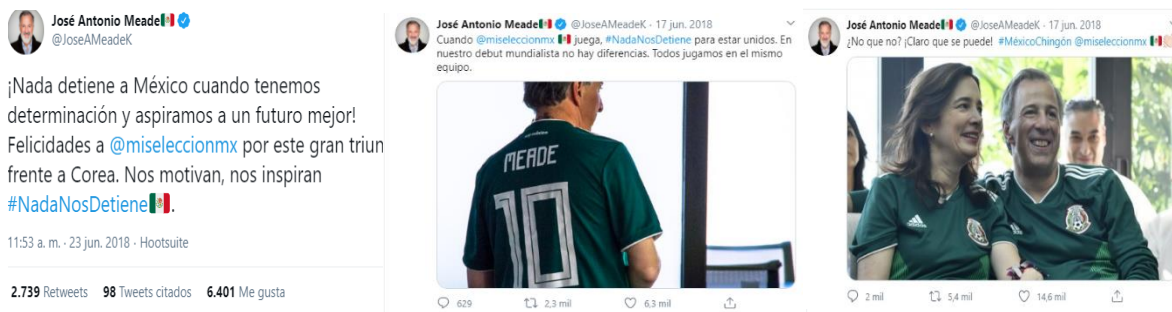 José Antonio Meade🇲🇽
@JoseAMeadeK
¡Nada detiene a México cuando tenemos
determinación y aspiramos a un futuro mejor!
Felicidades a @miseleccionmx por este gran triun
frente a Corea. Nos motivan, nos inspiran
#NadaNosDetiene🇲🇽.
11:53 a. m. · 23 jun. 2018 · Hootsuite
2.739 Retweets 98 Tweets citados 6.401 Me gusta
José Antonio Meade🇲🇽 @JoseAMeadeK · 17 jun. 2018
Cuando @miseleccionmx 🇲🇽 juega, #NadaNosDetiene para estar unidos. En
nuestro debut mundialista no hay diferencias. Todos jugamos en el mismo
equipo.
MEADE
10
629 2,3 mil 6,3 mil
José Antonio Meade🇲🇽 @JoseAMeadeK · 17 jun. 2018
¿No que no? ¡Claro que se puede! #MéxicoChingón @miseleccionmx 🇲🇽👏🏻
2 mil 5,4 mil 14,6 mil